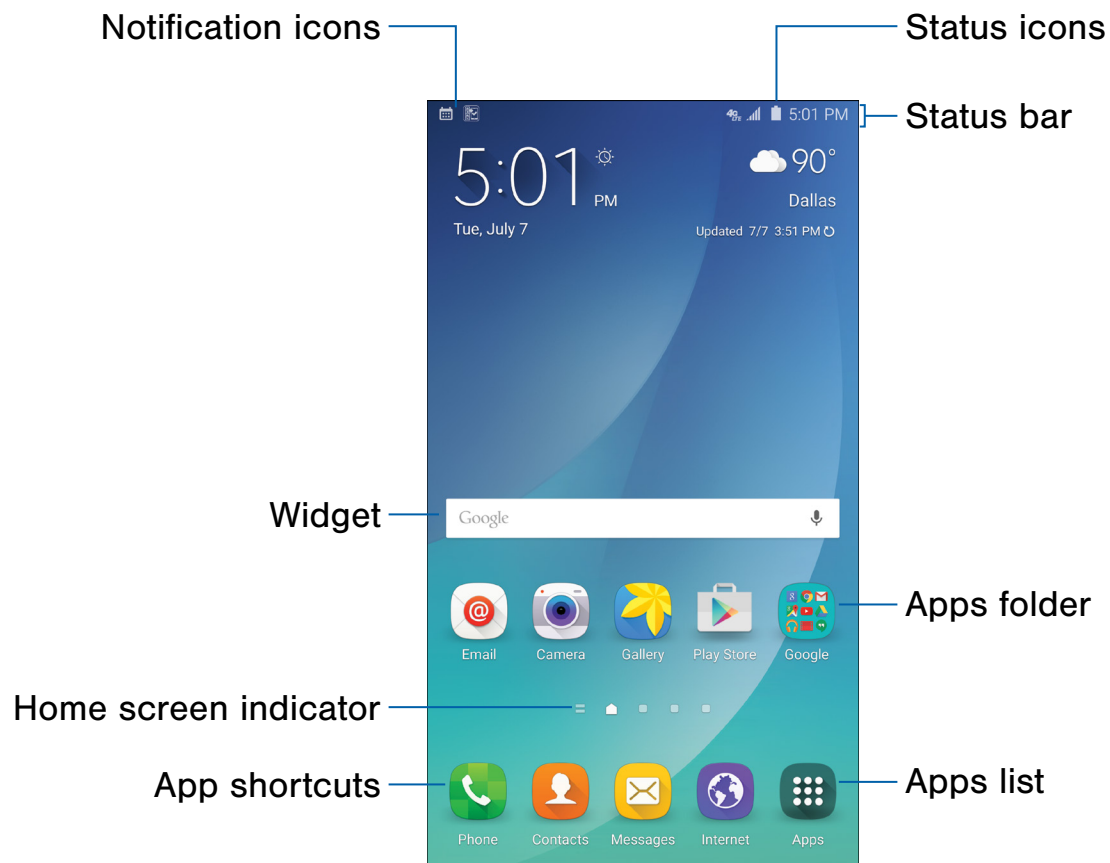 Notification icons
Status icons
4G LTE 5:01 PM
Status bar
5:01 PM
90°
Dallas
Tue, July 7
Updated 7/7 3:51 PM
Widget
Google
Apps folder
Email Camera Gallery Play Store Google
Home screen indicator
App shortcuts
Apps list
Phone Contacts Messages Internet Apps